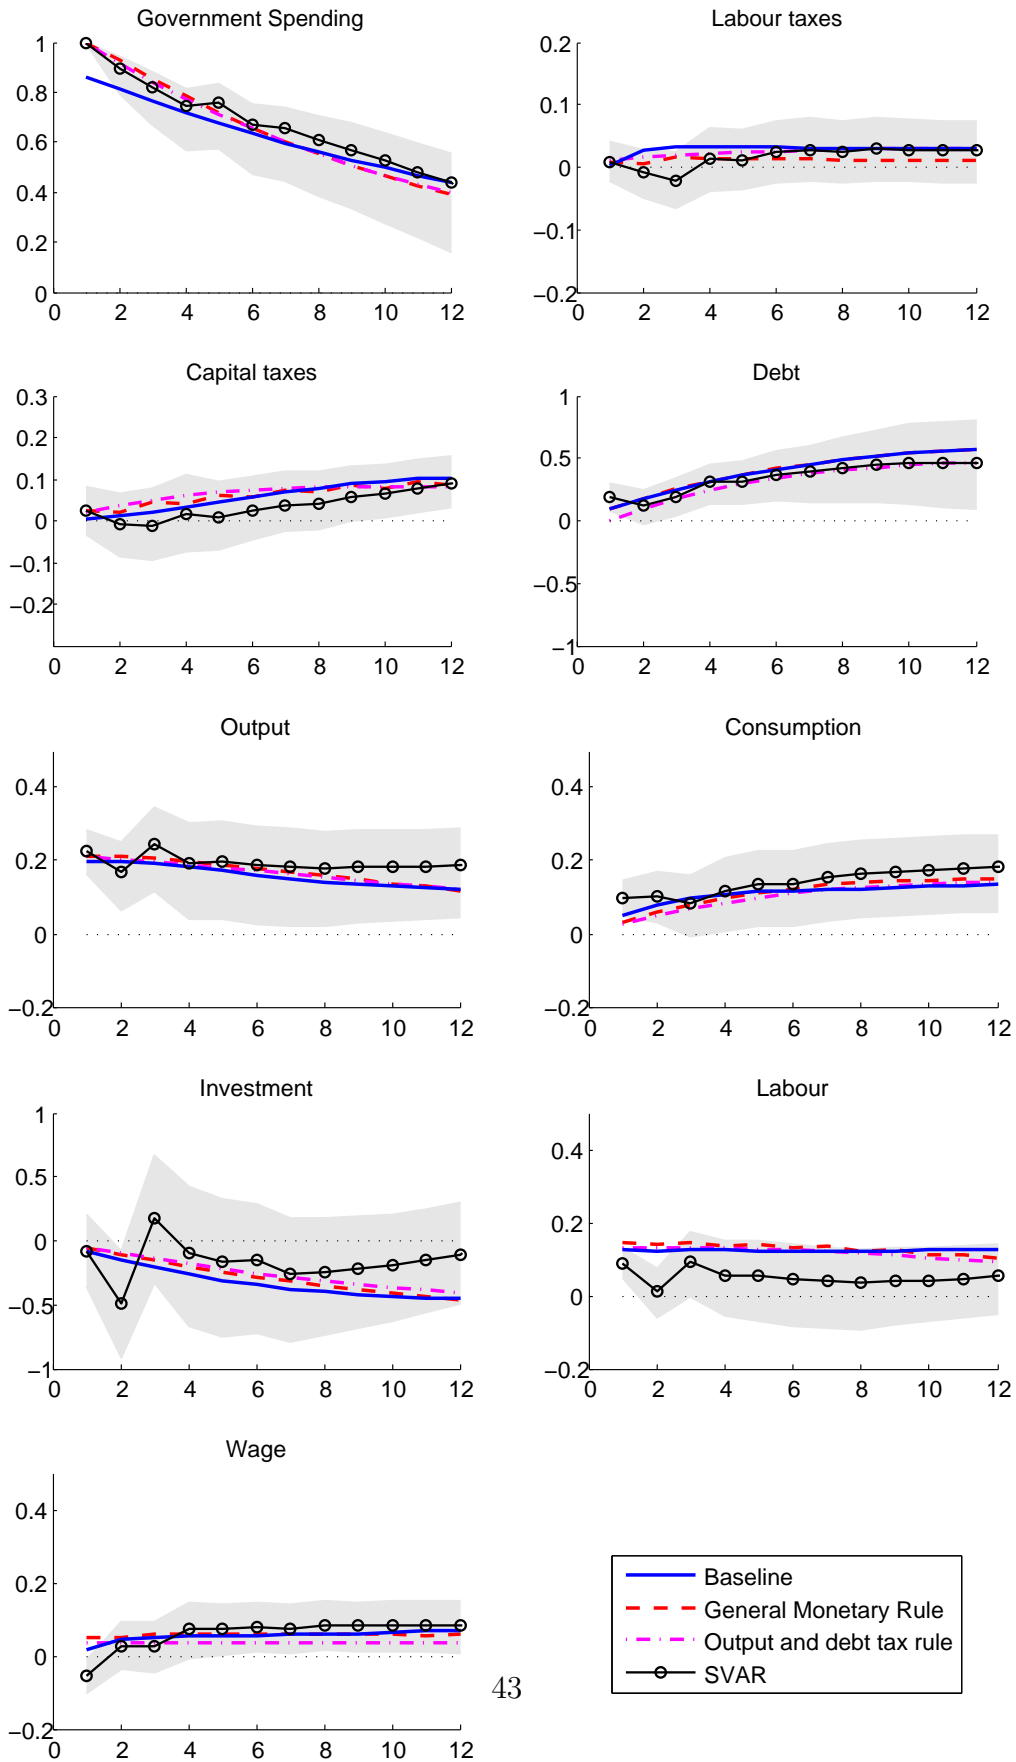 Government Spending
1
0.8
0.6
0.4
0.2
0
0 2 4 6 8 10 12
Labour taxes
0.2
0.1
0
−0.1
−0.2
0 2 4 6 8 10 12
Capital taxes
0.3
0.2
0.1
0
−0.1
−0.2
0 2 4 6 8 10 12
Debt
1
0.5
0
−0.5
−1
0 2 4 6 8 10 12
Output
0.4
0.2
0
−0.2
0 2 4 6 8 10 12
Consumption
0.4
0.2
0
−0.2
0 2 4 6 8 10 12
Investment
1
0.5
0
−0.5
−1
0 2 4 6 8 10 12
Labour
0.4
0.2
0
−0.2
0 2 4 6 8 10 12
Wage
0.4
0.2
0
−0.2
0 2 4 6 8 10 12
Baseline
General Monetary Rule
Output and debt tax rule
SVAR
43